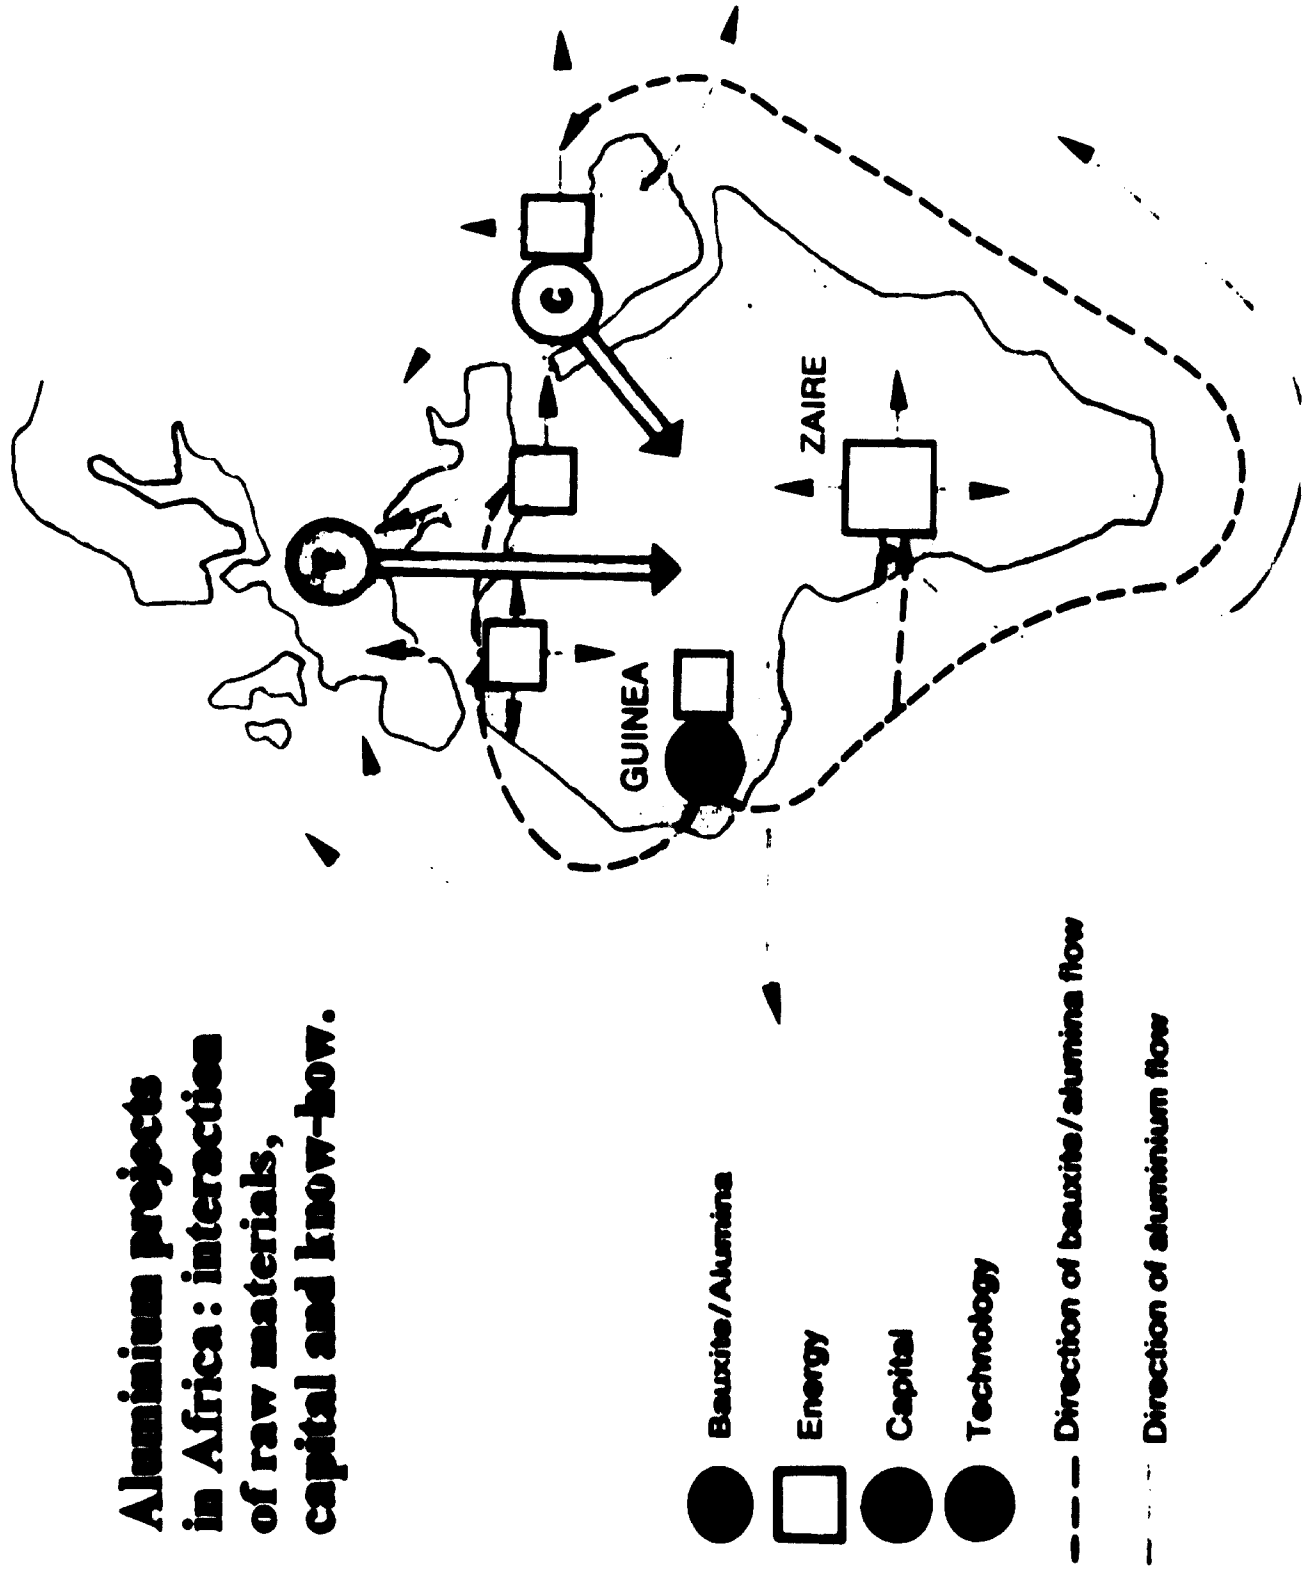 Aluminium projects
in Africa : interaction
of raw materials,
capital and know-how.
G
ZAIRE
GUINEA
Bauxite/Alumina
Energy
Capital
Technology
Direction of bauxite/alumina flow
Direction of aluminium flow